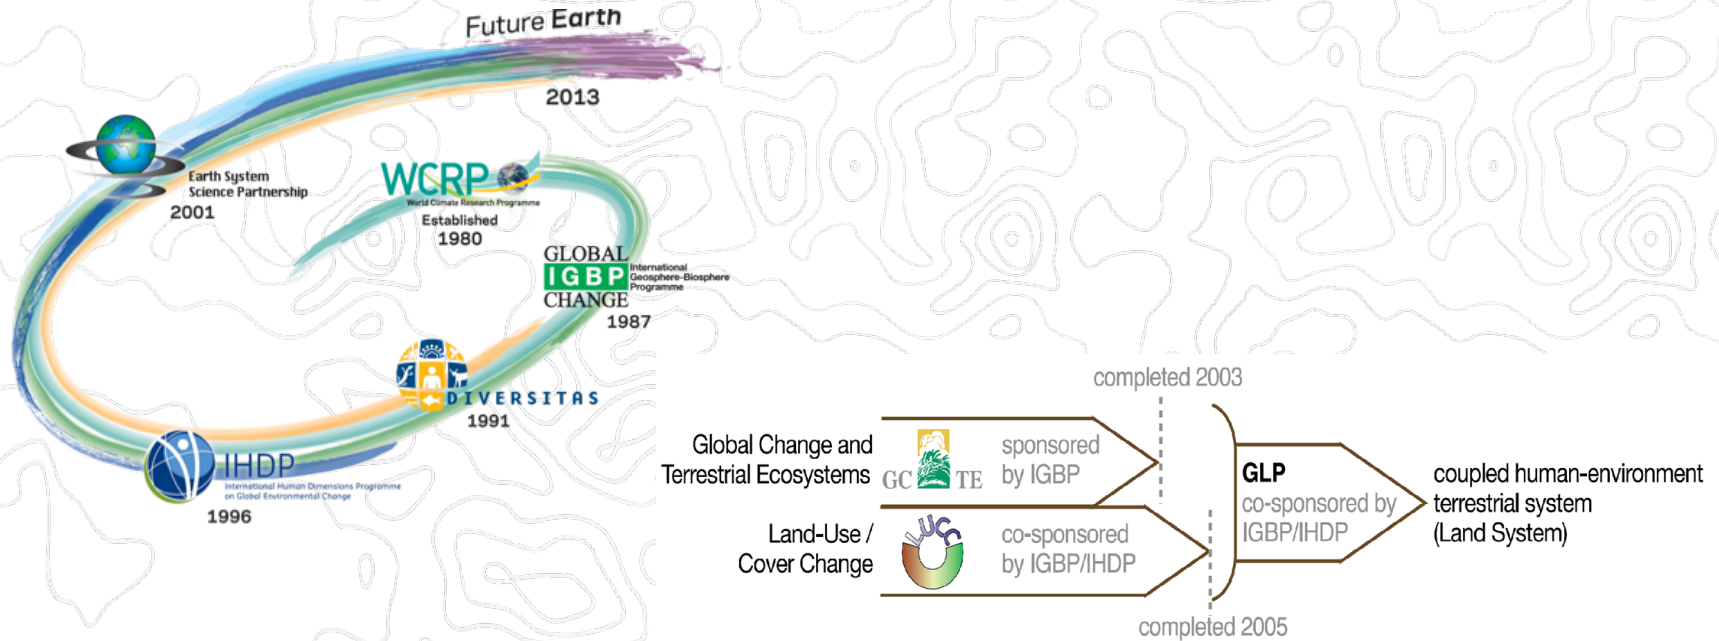 Future Earth
2013
Earth System
Science Partnership
2001
WCRP
World Climate Research Programme
Established
1980
GLOBAL
IGBP
CHANGE
International
Geosphere-Biosphere
Programme
1987
DIVERSITAS
1991
IHDP
International Human Dimensions Programme
on Global Environmental Change
1996
completed 2003
Global Change and
Terrestrial Ecosystems
GC TE
sponsored
by IGBP
Land-Use /
Cover Change
LUCC
co-sponsored
by IGBP/IHDP
completed 2005
GLP
co-sponsored by
IGBP/IHDP
coupled human-environment
terrestrial system
(Land System)